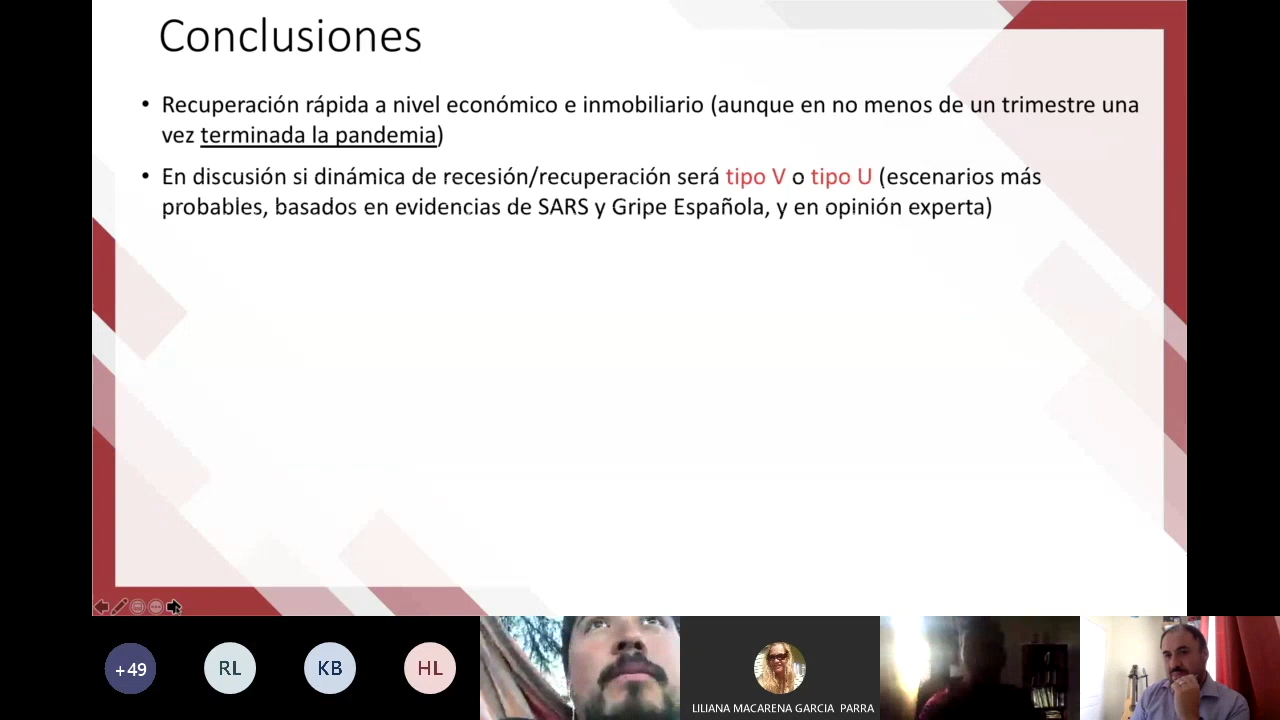 Conclusiones
• Recuperación rápida a nivel económico e inmobiliario (aunque en no menos de un trimestre una
vez terminada la pandemia)
• En discusión si dinámica de recesión/recuperación será tipo V o tipo U (escenarios más
probables, basados en evidencias de SARS y Gripe Española, y en opinión experta)
+49
RL
KB
HL
LILIANA MACARENA GARCIA PARRA